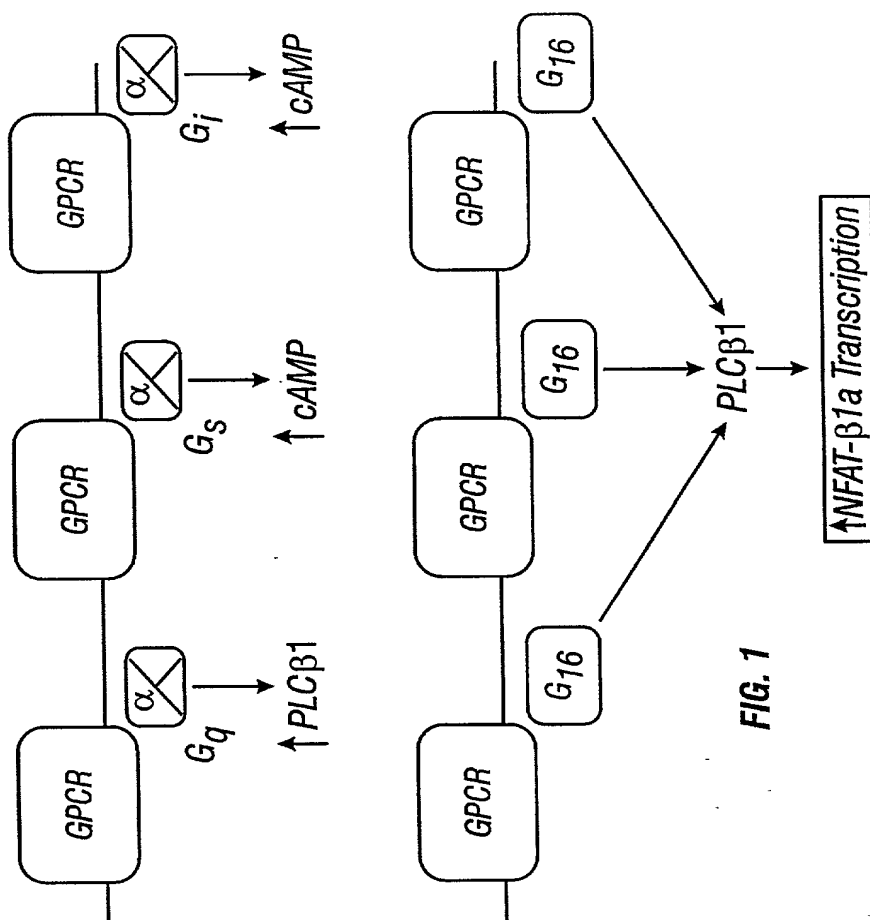 GPCR GPCR GPCR
α α α
Gq Gs Gi
↑PLCβ1 ↑cAMP ↑cAMP
GPCR GPCR GPCR
G16 G16 G16
PLCβ1
FIG. 1
↑NFAT-β1a Transcription